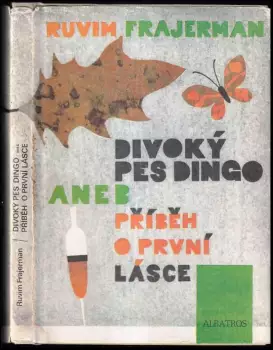 RUVIM FRAJERMAN
DIVOKÝ
PES DINGO
ANEB
PŘÍBĚH
O PRVNÍ
LÁSCE
ALBATROS
Ruvim Frajerman / DIVOKÝ PES DINGO aneb
PŘÍBĚH O PRVNÍ LÁSCE